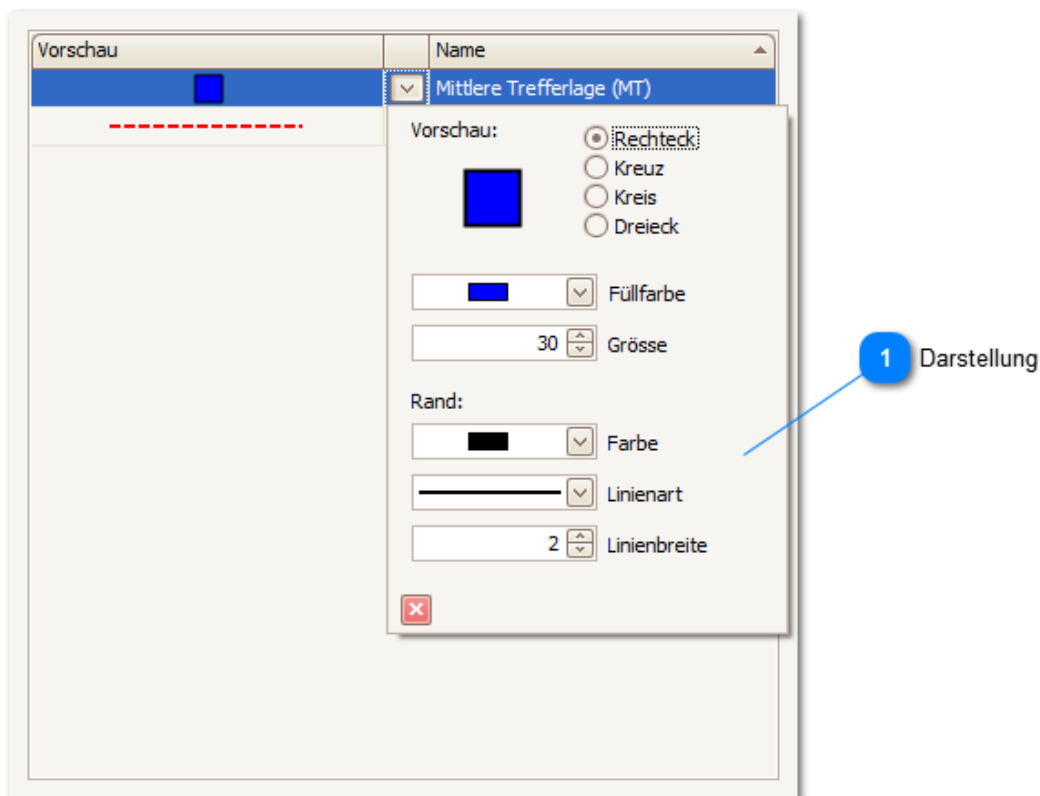 Vorschau Name
Mittlere Trefferlage (MT)
Vorschau:
Rechteck
Kreuz
Kreis
Dreieck
Füllfarbe
30 Grösse
Rand:
Farbe
Linienart
2 Linienbreite
1 Darstellung